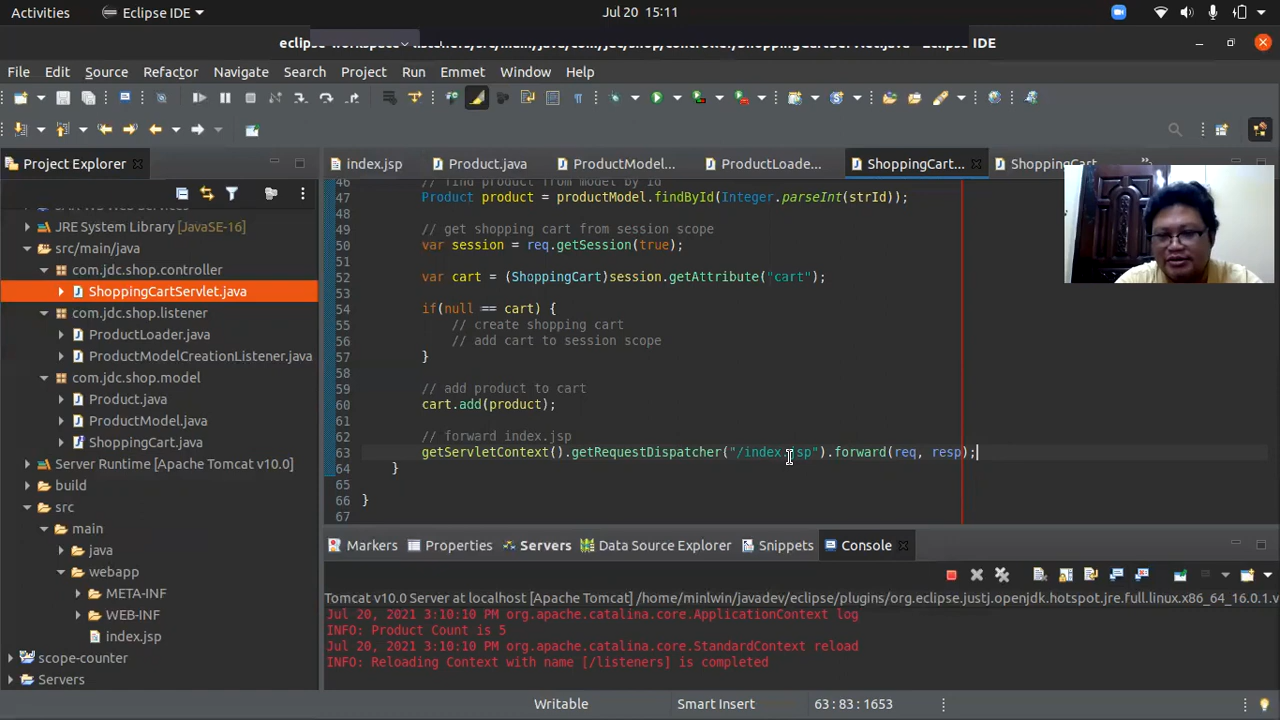 Activities Eclipse IDE Jul 20 15:11
Eclipse IDE
File Edit Source Refactor Navigate Search Project Run Emmet Window Help
Project Explorer index.jsp Product.java ProductModel... ProductLoade... ShoppingCart... ShoppingCart
JRE System Library [JavaSE-16]
src/main/java
com.jdc.shop.controller
ShoppingCartServlet.java
com.jdc.shop.listener
ProductLoader.java
ProductModelCreationListener.java
com.jdc.shop.model
Product.java
ProductModel.java
ShoppingCart.java
Server Runtime [Apache Tomcat v10.0]
build
src
main
java
webapp
META-INF
WEB-INF
index.jsp
scope-counter
Servers
46 // find product from model by id
47 Product product = productModel.findById(Integer.parseInt(strId));
48
49 // get shopping cart from session scope
50 var session = req.getSession(true);
51
52 var cart = (ShoppingCart)session.getAttribute("cart");
53
54 if(null == cart) {
55 // create shopping cart
56 // add cart to session scope
57 }
58
59 // add product to cart
60 cart.add(product);
61
62 // forward index.jsp
63 getServletContext().getRequestDispatcher("/index.jsp").forward(req, resp);
64 }
65
66 }
67
Markers Properties Servers Data Source Explorer Snippets Console
Tomcat v10.0 Server at localhost [Apache Tomcat] /home/minlwin/javadev/eclipse/plugins/org.eclipse.justj.openjdk.hotspot.jre.full.linux.x86_64_16.0.1.v
Jul 20, 2021 3:10:10 PM org.apache.catalina.core.ApplicationContext log
INFO: Product Count is 5
Jul 20, 2021 3:10:10 PM org.apache.catalina.core.StandardContext reload
INFO: Reloading Context with name [/listeners] is completed
Writable Smart Insert 63 : 83 : 1653